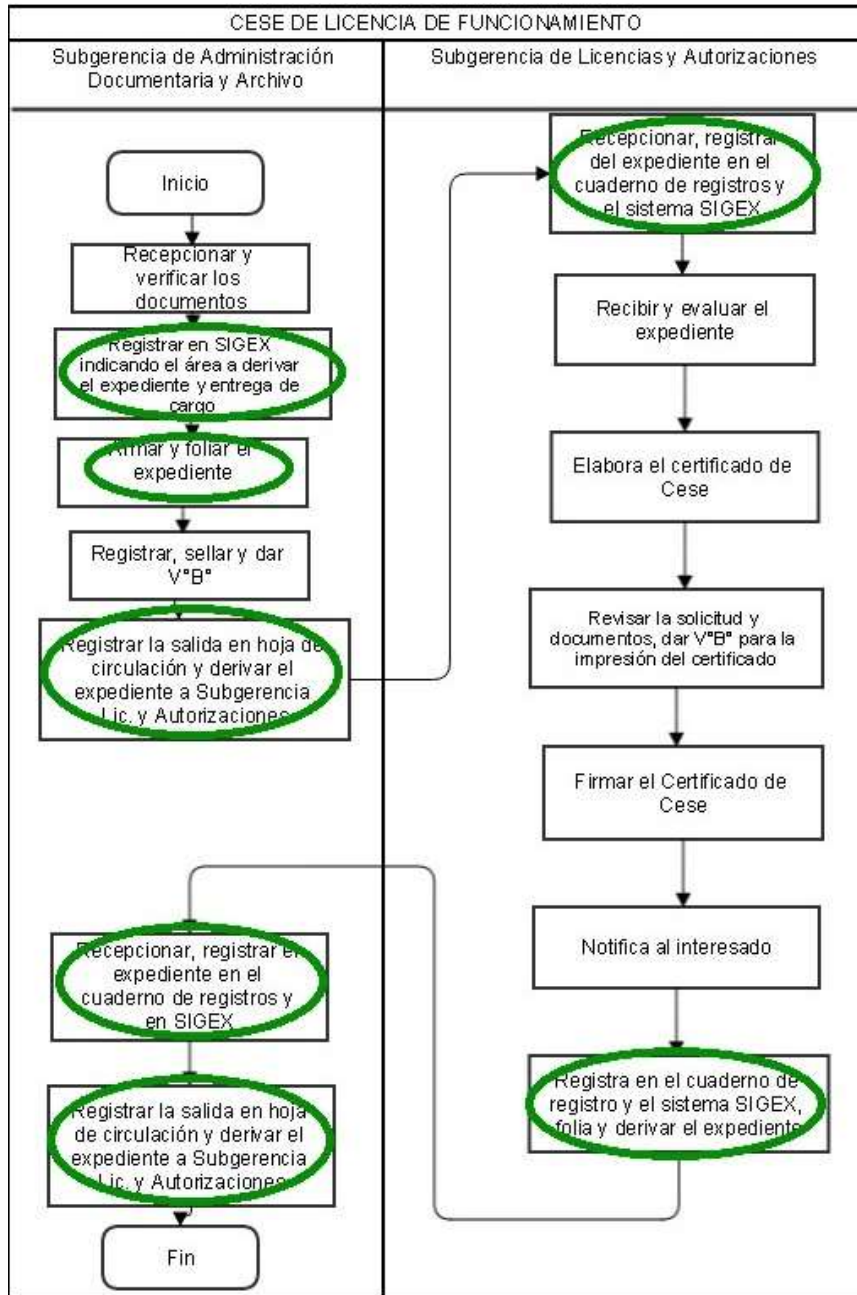 CESE DE LICENCIA DE FUNCIONAMIENTO
Subgerencia de Administración
Documentaria y Archivo
Subgerencia de Licencias y Autorizaciones
Inicio
Recepcionar y
verificar los
documentos
Registrar en SIGEX
indicando el área a derivar
el expediente y entrega de
cargo
Armar y foliar el
expediente
Registrar, sellar y dar
V°B°
Registrar la salida en hoja de
circulación y derivar el
expediente a Subgerencia
Lic. y Autorizaciones
Recepcionar, registrar
del expediente en el
cuaderno de registros y
el sistema SIGEX
Recibir y evaluar el
expediente
Elabora el certificado de
Cese
Revisar la solicitud y
documentos, dar V°B° para la
impresión del certificado
Firmar el Certificado de
Cese
Notifica al interesado
Registra en el cuaderno de
registro y el sistema SIGEX,
folia y derivar el expediente
Recepcionar, registrar el
expediente en el
cuaderno de registros y
en SIGEX
Registrar la salida en hoja
de circulación y derivar el
expediente a Subgerencia
Lic. y Autorizaciones
Fin